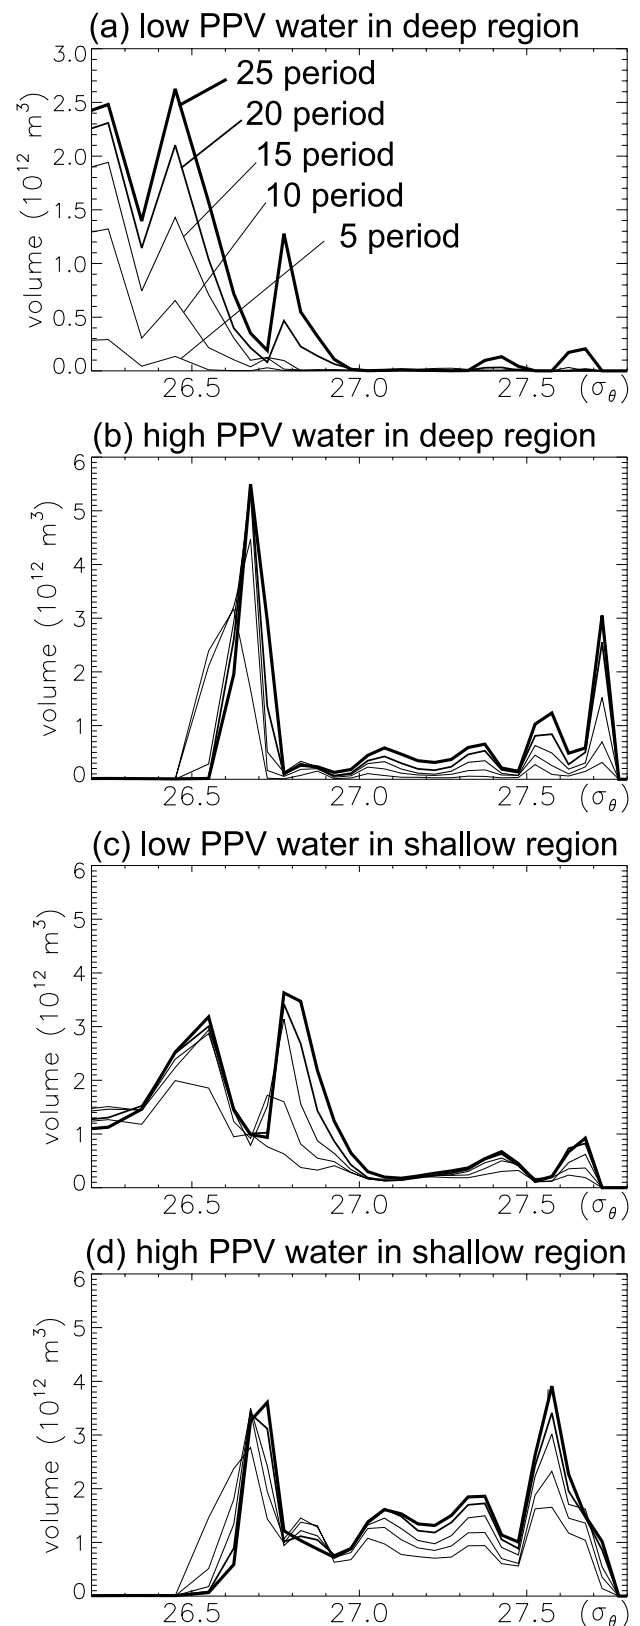 (a) low PPV water in deep region
volume (10¹² m³)
3.0
2.5
2.0
1.5
1.0
0.5
0.0
25 period
20 period
15 period
10 period
5 period
26.5 27.0 27.5 (σθ)
(b) high PPV water in deep region
volume (10¹² m³)
6
5
4
3
2
1
0
26.5 27.0 27.5 (σθ)
(c) low PPV water in shallow region
volume (10¹² m³)
6
5
4
3
2
1
0
26.5 27.0 27.5 (σθ)
(d) high PPV water in shallow region
volume (10¹² m³)
6
5
4
3
2
1
0
26.5 27.0 27.5 (σθ)